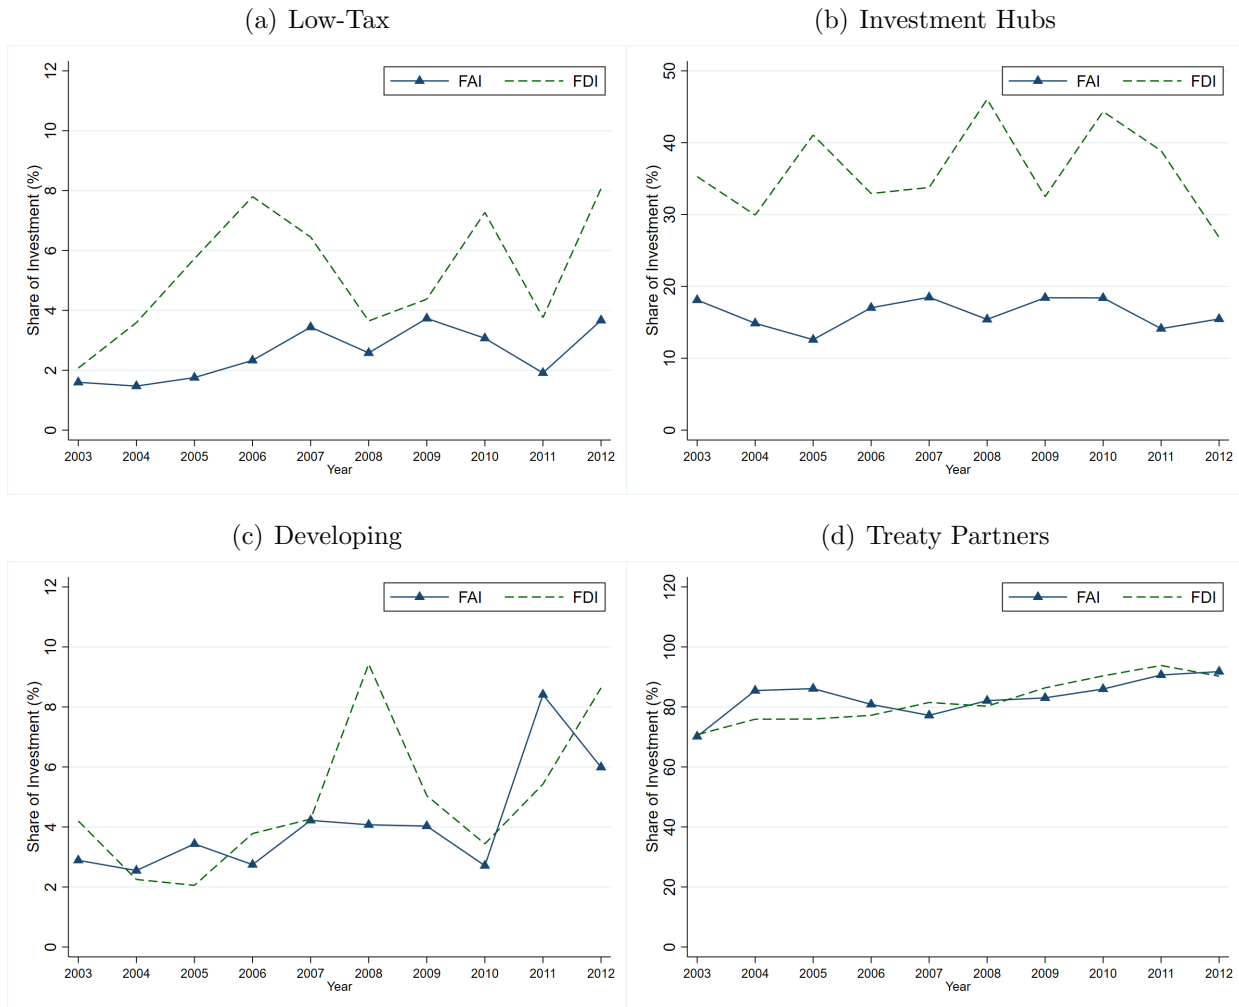 (a) Low-Tax
FAI FDI
Share of Investment (%)
12
10
8
6
4
2
0
2003 2004 2005 2006 2007 2008 2009 2010 2011 2012
Year
(b) Investment Hubs
FAI FDI
Share of Investment (%)
50
40
30
20
10
0
2003 2004 2005 2006 2007 2008 2009 2010 2011 2012
Year
(c) Developing
FAI FDI
Share of Investment (%)
12
10
8
6
4
2
0
2003 2004 2005 2006 2007 2008 2009 2010 2011 2012
Year
(d) Treaty Partners
FAI FDI
Share of Investment (%)
120
100
80
60
40
20
0
2003 2004 2005 2006 2007 2008 2009 2010 2011 2012
Year